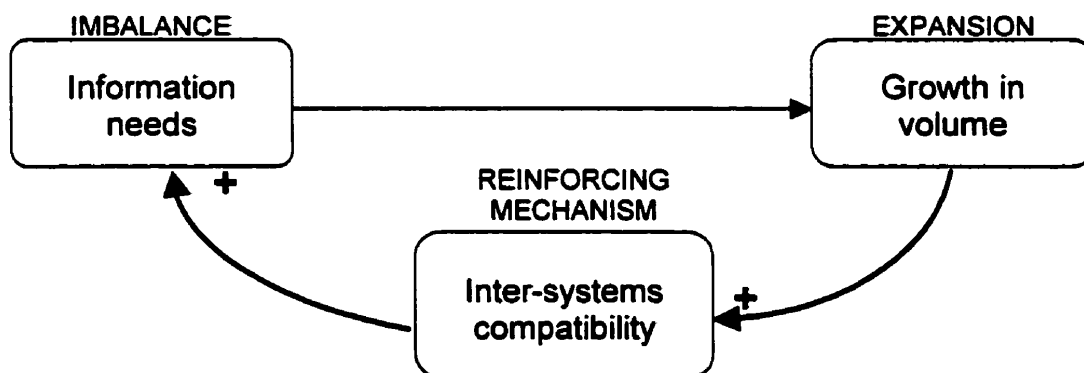 IMBALANCE
Information
needs
EXPANSION
Growth in
volume
+
REINFORCING
MECHANISM
Inter-systems
compatibility
+